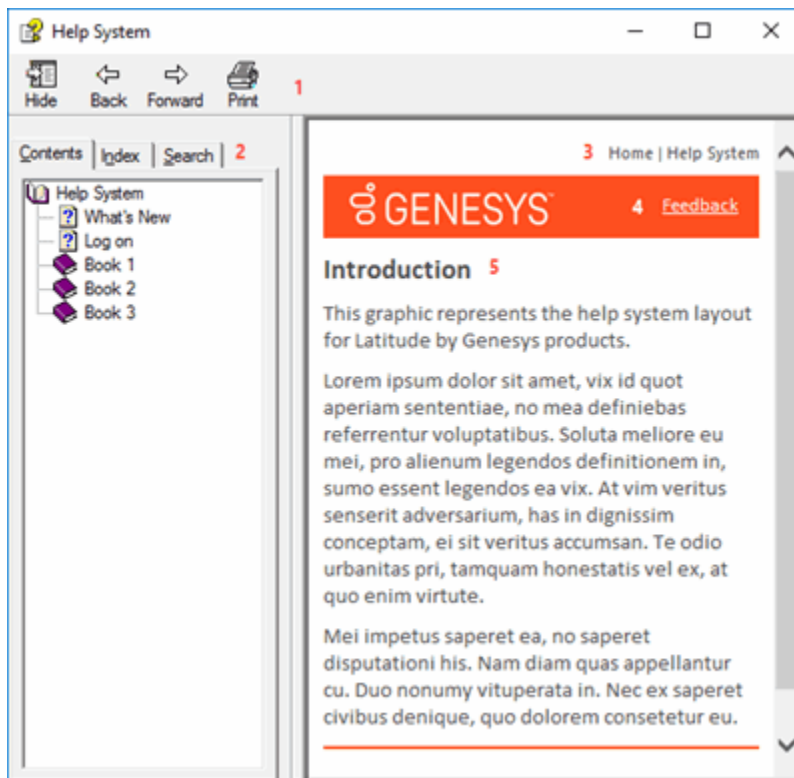 Help System
Hide Back Forward Print 1
Contents Index Search 2
Help System
What's New
Log on
Book 1
Book 2
Book 3
3 Home | Help System
GENESYS™ 4 Feedback
Introduction 5
This graphic represents the help system layout
for Latitude by Genesys products.
Lorem ipsum dolor sit amet, vix id quot
aperiam sententiae, no mea definiebas
referrentur voluptatibus. Soluta meliore eu
mei, pro alienum legendos definitionem in,
sumo essent legendos ea vix. At vim veritus
senserit adversarium, has in dignissim
conceptam, ei sit veritus accumsan. Te odio
urbanitas pri, tamquam honestatis vel ex, at
quo enim virtute.
Mei impetus saperet ea, no saperet
disputationi his. Nam diam quas appellantur
cu. Duo nonumy vituperata in. Nec ex saperet
civibus denique, quo dolorem consetetur eu.